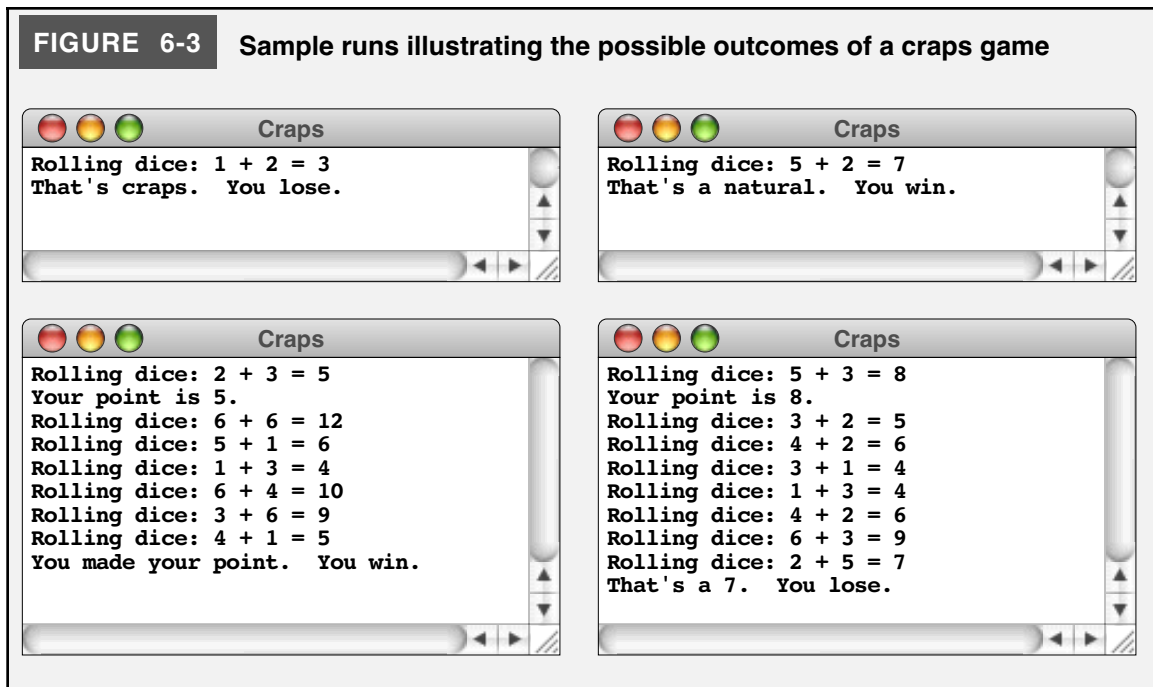 FIGURE 6-3 Sample runs illustrating the possible outcomes of a craps game
Craps
Rolling dice: 1 + 2 = 3
That's craps.  You lose.
Craps
Rolling dice: 5 + 2 = 7
That's a natural.  You win.
Craps
Rolling dice: 2 + 3 = 5
Your point is 5.
Rolling dice: 6 + 6 = 12
Rolling dice: 5 + 1 = 6
Rolling dice: 1 + 3 = 4
Rolling dice: 6 + 4 = 10
Rolling dice: 3 + 6 = 9
Rolling dice: 4 + 1 = 5
You made your point.  You win.
Craps
Rolling dice: 5 + 3 = 8
Your point is 8.
Rolling dice: 3 + 2 = 5
Rolling dice: 4 + 2 = 6
Rolling dice: 3 + 1 = 4
Rolling dice: 1 + 3 = 4
Rolling dice: 4 + 2 = 6
Rolling dice: 6 + 3 = 9
Rolling dice: 2 + 5 = 7
That's a 7.  You lose.